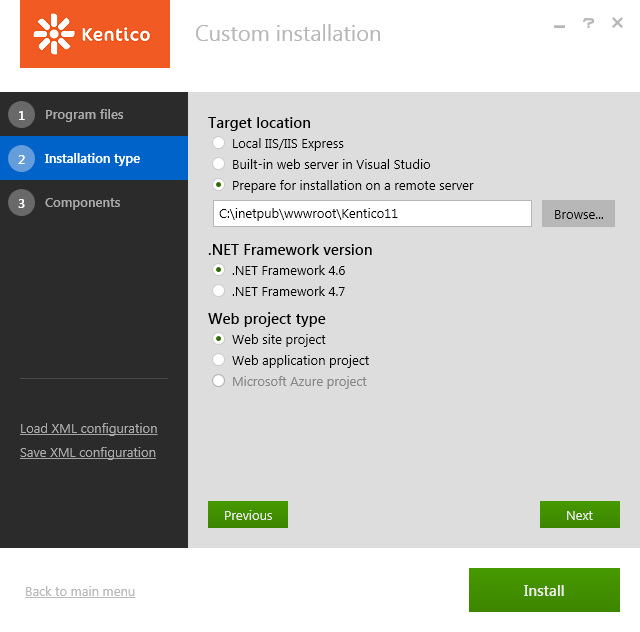 Kentico
Custom installation
1 Program files
2 Installation type
3 Components
Load XML configuration
Save XML configuration
Target location
Local IIS/IIS Express
Built-in web server in Visual Studio
Prepare for installation on a remote server
C:\inetpub\wwwroot\Kentico11
Browse...
.NET Framework version
.NET Framework 4.6
.NET Framework 4.7
Web project type
Web site project
Web application project
Microsoft Azure project
Previous
Next
Back to main menu
Install